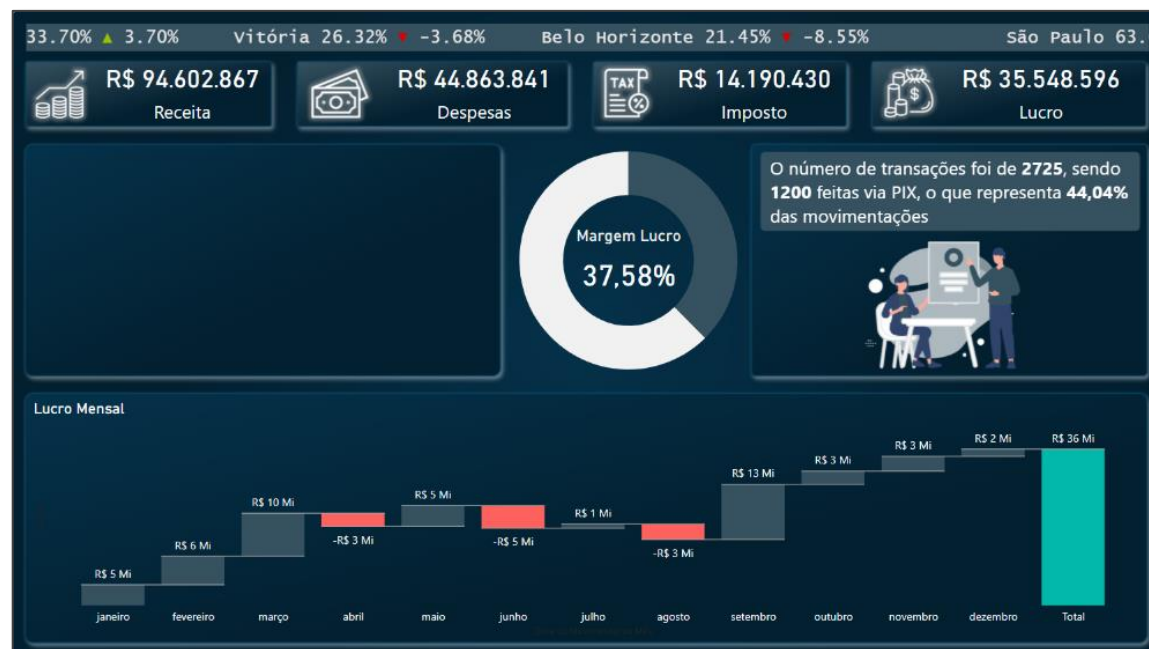 33.70% ▲ 3.70% Vitória 26.32% ▼ -3.68% Belo Horizonte 21.45% ▼ -8.55% São Paulo 63.
R$ 94.602.867
Receita
R$ 44.863.841
Despesas
TAX
R$ 14.190.430
Imposto
$
R$ 35.548.596
Lucro
Margem Lucro
37,58%
O número de transações foi de 2725, sendo
1200 feitas via PIX, o que representa 44,04%
das movimentações
Lucro Mensal
R$ 5 Mi
R$ 6 Mi
R$ 10 Mi
-R$ 3 Mi
R$ 5 Mi
-R$ 5 Mi
R$ 1 Mi
-R$ 3 Mi
R$ 13 Mi
R$ 3 Mi
R$ 3 Mi
R$ 2 Mi
R$ 36 Mi
janeiro fevereiro março abril maio junho julho agosto setembro outubro novembro dezembro Total